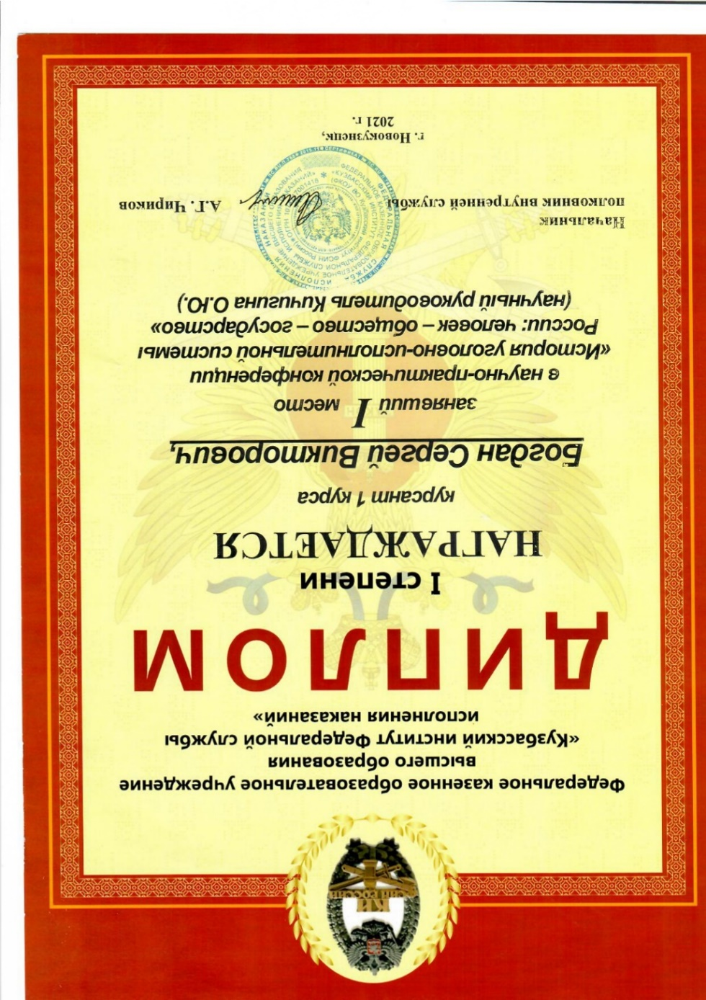 КИ
ФСИН РОССИИ
Федеральное казенное образовательное учреждение
высшего образования
«Кузбасский институт Федеральной службы
исполнения наказаний»
ДИПЛОМ
I степени
НАГРАЖДАЕТСЯ
курсант 1 курса
Богдан Сергей Викторович,
занявший I место
в научно-практической конференции
«История уголовно-исполнительной системы
России: человек – общество – государство»
(научный руководитель Кичигина О.Ю.)
Начальник
полковник внутренней службы А.Г. Чириков
г. Новокузнецк,
2021 г.